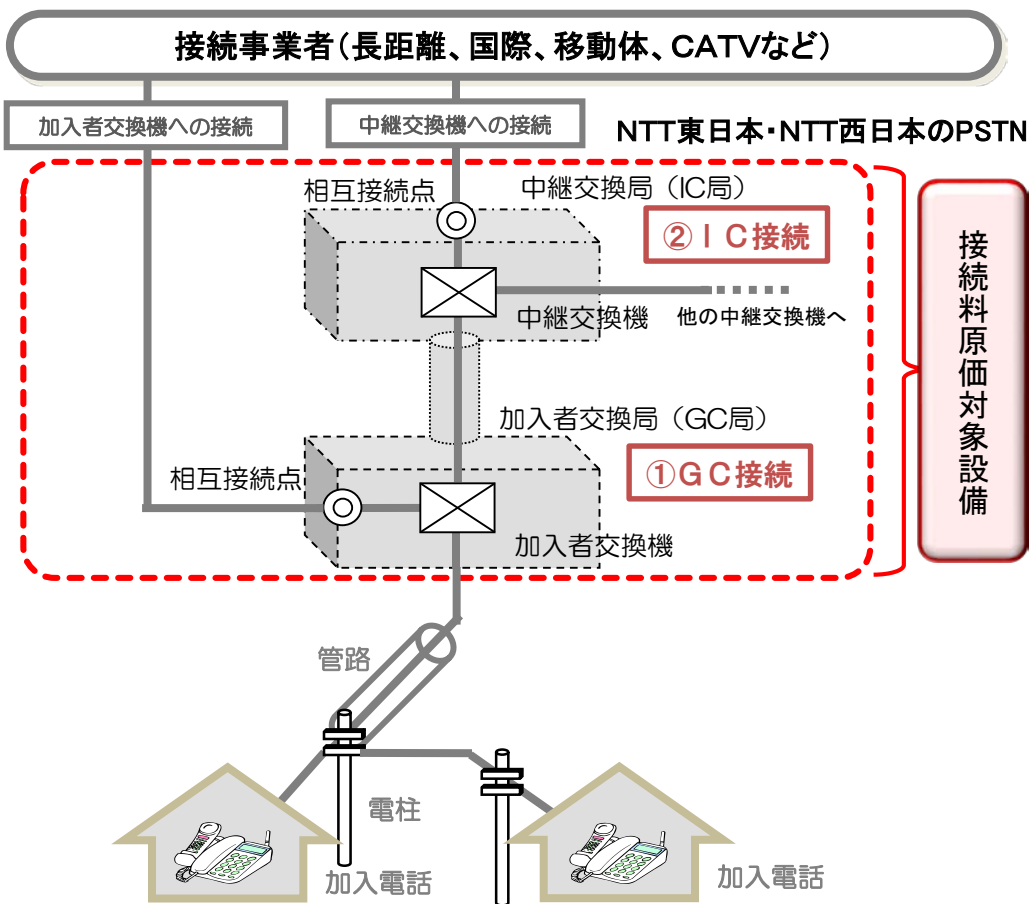 接続事業者(長距離、国際、移動体、CATVなど)
加入者交換機への接続
中継交換機への接続
NTT東日本・NTT西日本のPSTN
相互接続点
中継交換局(IC局)
②IC接続
中継交換機
他の中継交換機へ
接続料原価対象設備
加入者交換局(GC局)
相互接続点
①GC接続
加入者交換機
管路
電柱
加入電話
加入電話